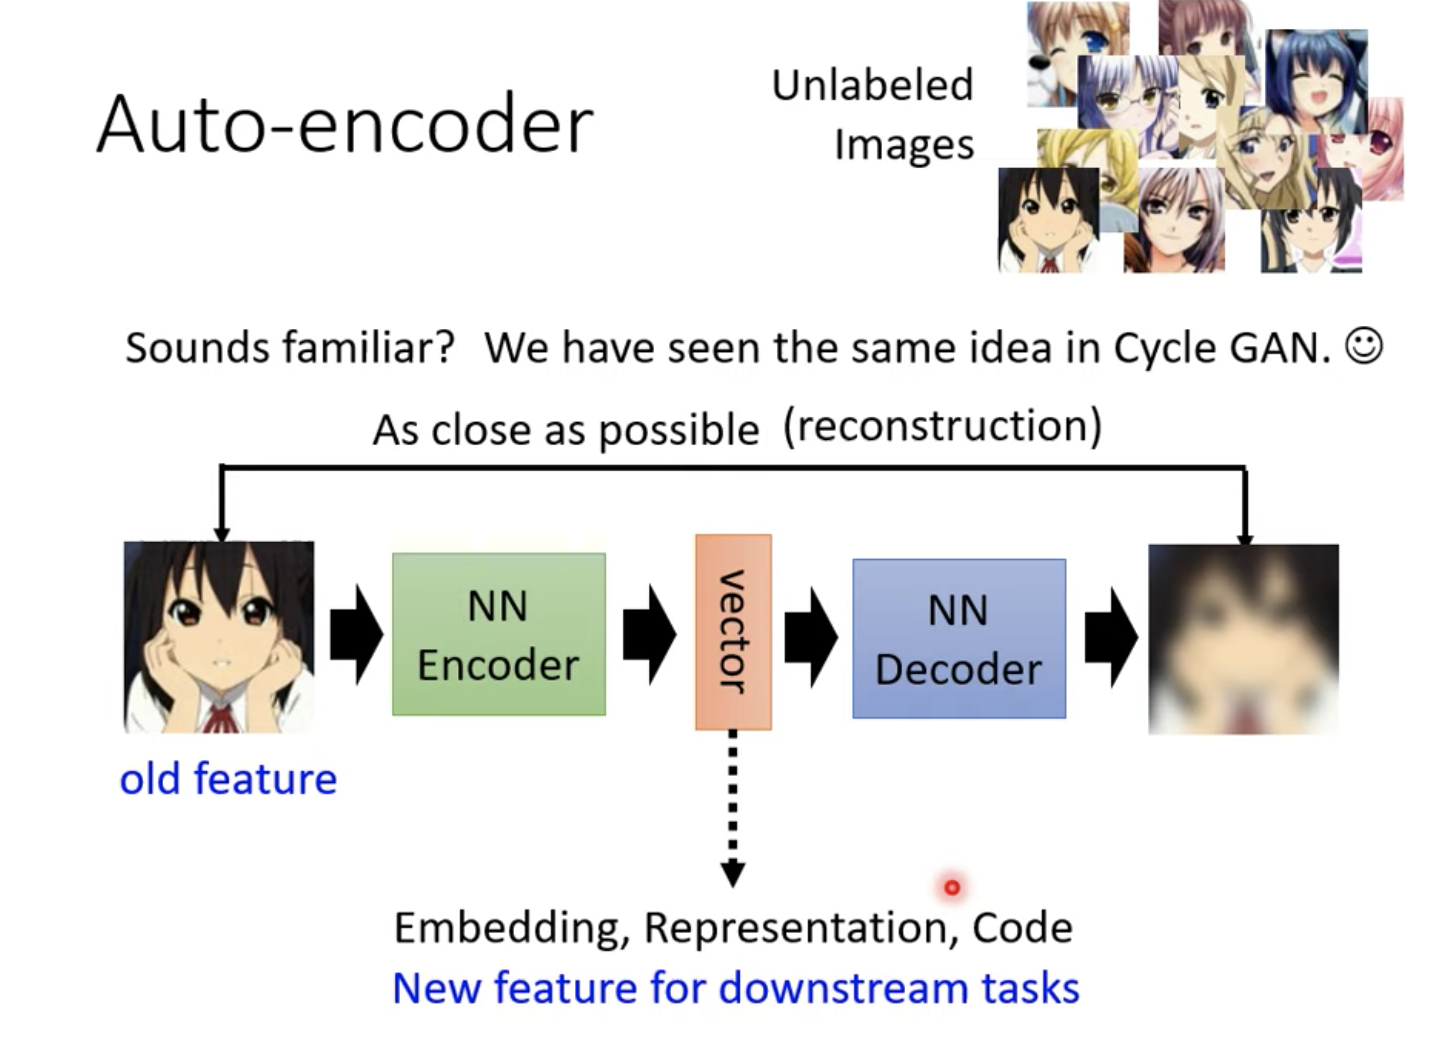 Auto-encoder
Unlabeled
Images
Sounds familiar? We have seen the same idea in Cycle GAN. ☺
As close as possible (reconstruction)
NN
Encoder
vector
NN
Decoder
old feature
Embedding, Representation, Code
New feature for downstream tasks